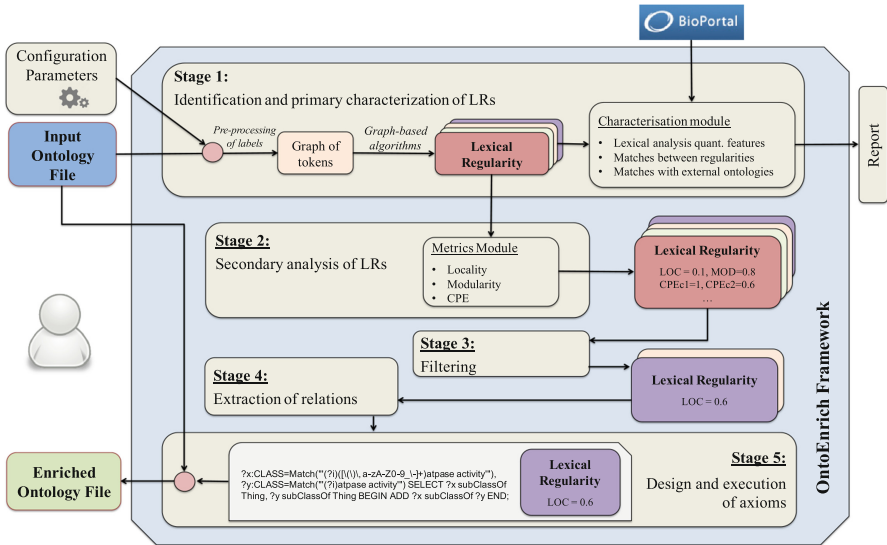 BioPortal
Configuration
Parameters
Stage 1:
Identification and primary characterization of LRs
Input
Ontology
File
Pre-processing
of labels
Graph of
tokens
Graph-based
algorithms
Lexical
Regularity
Characterisation module
• Lexical analysis quant. features
• Matches between regularities
• Matches with external ontologies
Report
Stage 2:
Secondary analysis of LRs
Metrics Module
• Locality
• Modularity
• CPE
Lexical Regularity
LOC = 0.1, MOD=0.8
CPEc1=1, CPEc2=0.6
…
Stage 3:
Filtering
Stage 4:
Extraction of relations
Lexical Regularity
LOC = 0.6
OntoEnrich Framework
Enriched
Ontology File
?x:CLASS=Match("'(?i)([\(\)\, a-zA-Z0-9_\-]+)atpase activity'"),
?y:CLASS=Match("'(?i)atpase activity'") SELECT ?x subClassOf
Thing, ?y subClassOf Thing BEGIN ADD ?x subClassOf ?y END;
Lexical
Regularity
LOC = 0.6
Stage 5:
Design and execution
of axioms